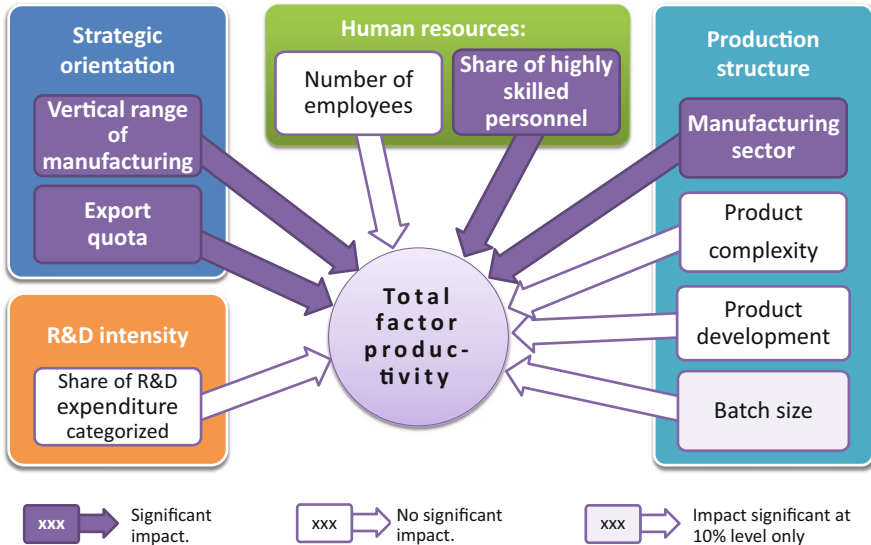 Strategic
orientation
Vertical range
of
manufacturing
Export
quota
Human resources:
Number of
employees
Share of highly
skilled
personnel
Production
structure
Manufacturing
sector
Product
complexity
Product
development
Batch size
R&D intensity
Share of R&D
expenditure
categorized
Total
factor
produc-
tivity
xxx
Significant
impact.
xxx
No significant
impact.
xxx
Impact significant at
10% level only